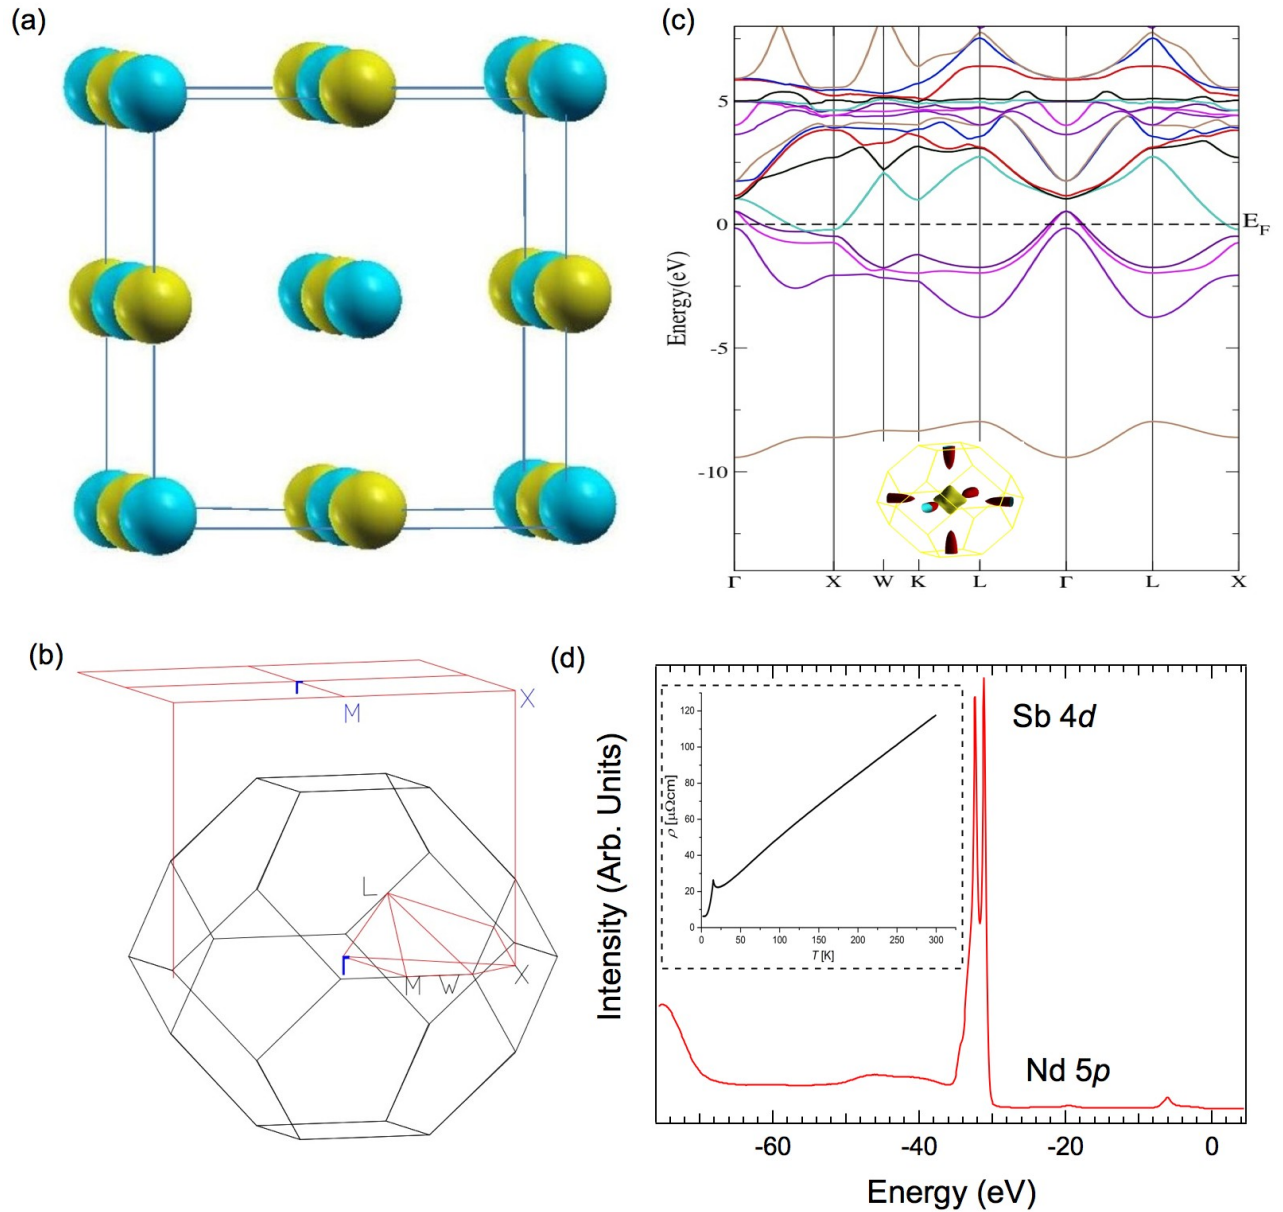 (a)
(c)
5
0
-5
-10
Energy(eV)
E_F
Γ X W K L Γ L X
(b)
Γ
M
X
L
Γ
M W X
(d)
Intensity (Arb. Units)
Sb 4d
Nd 5p
ρ [μΩcm]
120
100
80
60
40
20
0
0 50 100 150 200 250 300
T [K]
-60 -40 -20 0
Energy (eV)